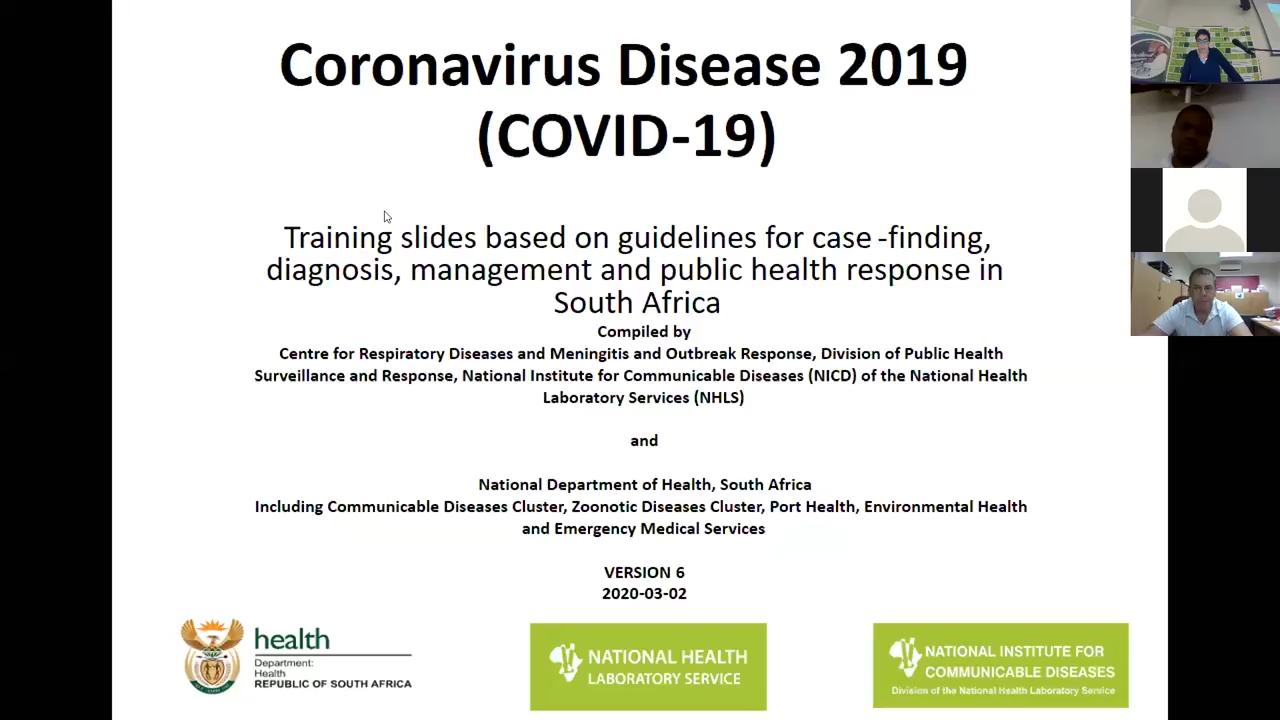 Coronavirus Disease 2019
(COVID-19)
Training slides based on guidelines for case -finding,
diagnosis, management and public health response in
South Africa
Compiled by
Centre for Respiratory Diseases and Meningitis and Outbreak Response, Division of Public Health
Surveillance and Response, National Institute for Communicable Diseases (NICD) of the National Health
Laboratory Services (NHLS)
and
National Department of Health, South Africa
Including Communicable Diseases Cluster, Zoonotic Diseases Cluster, Port Health, Environmental Health
and Emergency Medical Services
VERSION 6
2020-03-02
health
Department:
Health
REPUBLIC OF SOUTH AFRICA
NATIONAL HEALTH
LABORATORY SERVICE
NATIONAL INSTITUTE FOR
COMMUNICABLE DISEASES
Division of the National Health Laboratory Service